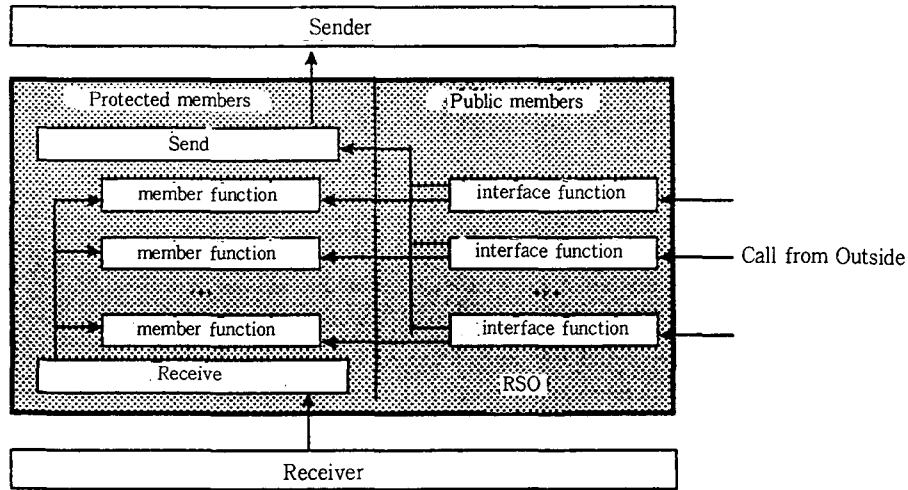 Sender
Protected members
Public members
Send
member function
interface function
member function
interface function
Call from Outside
member function
interface function
Receive
RSO
Receiver